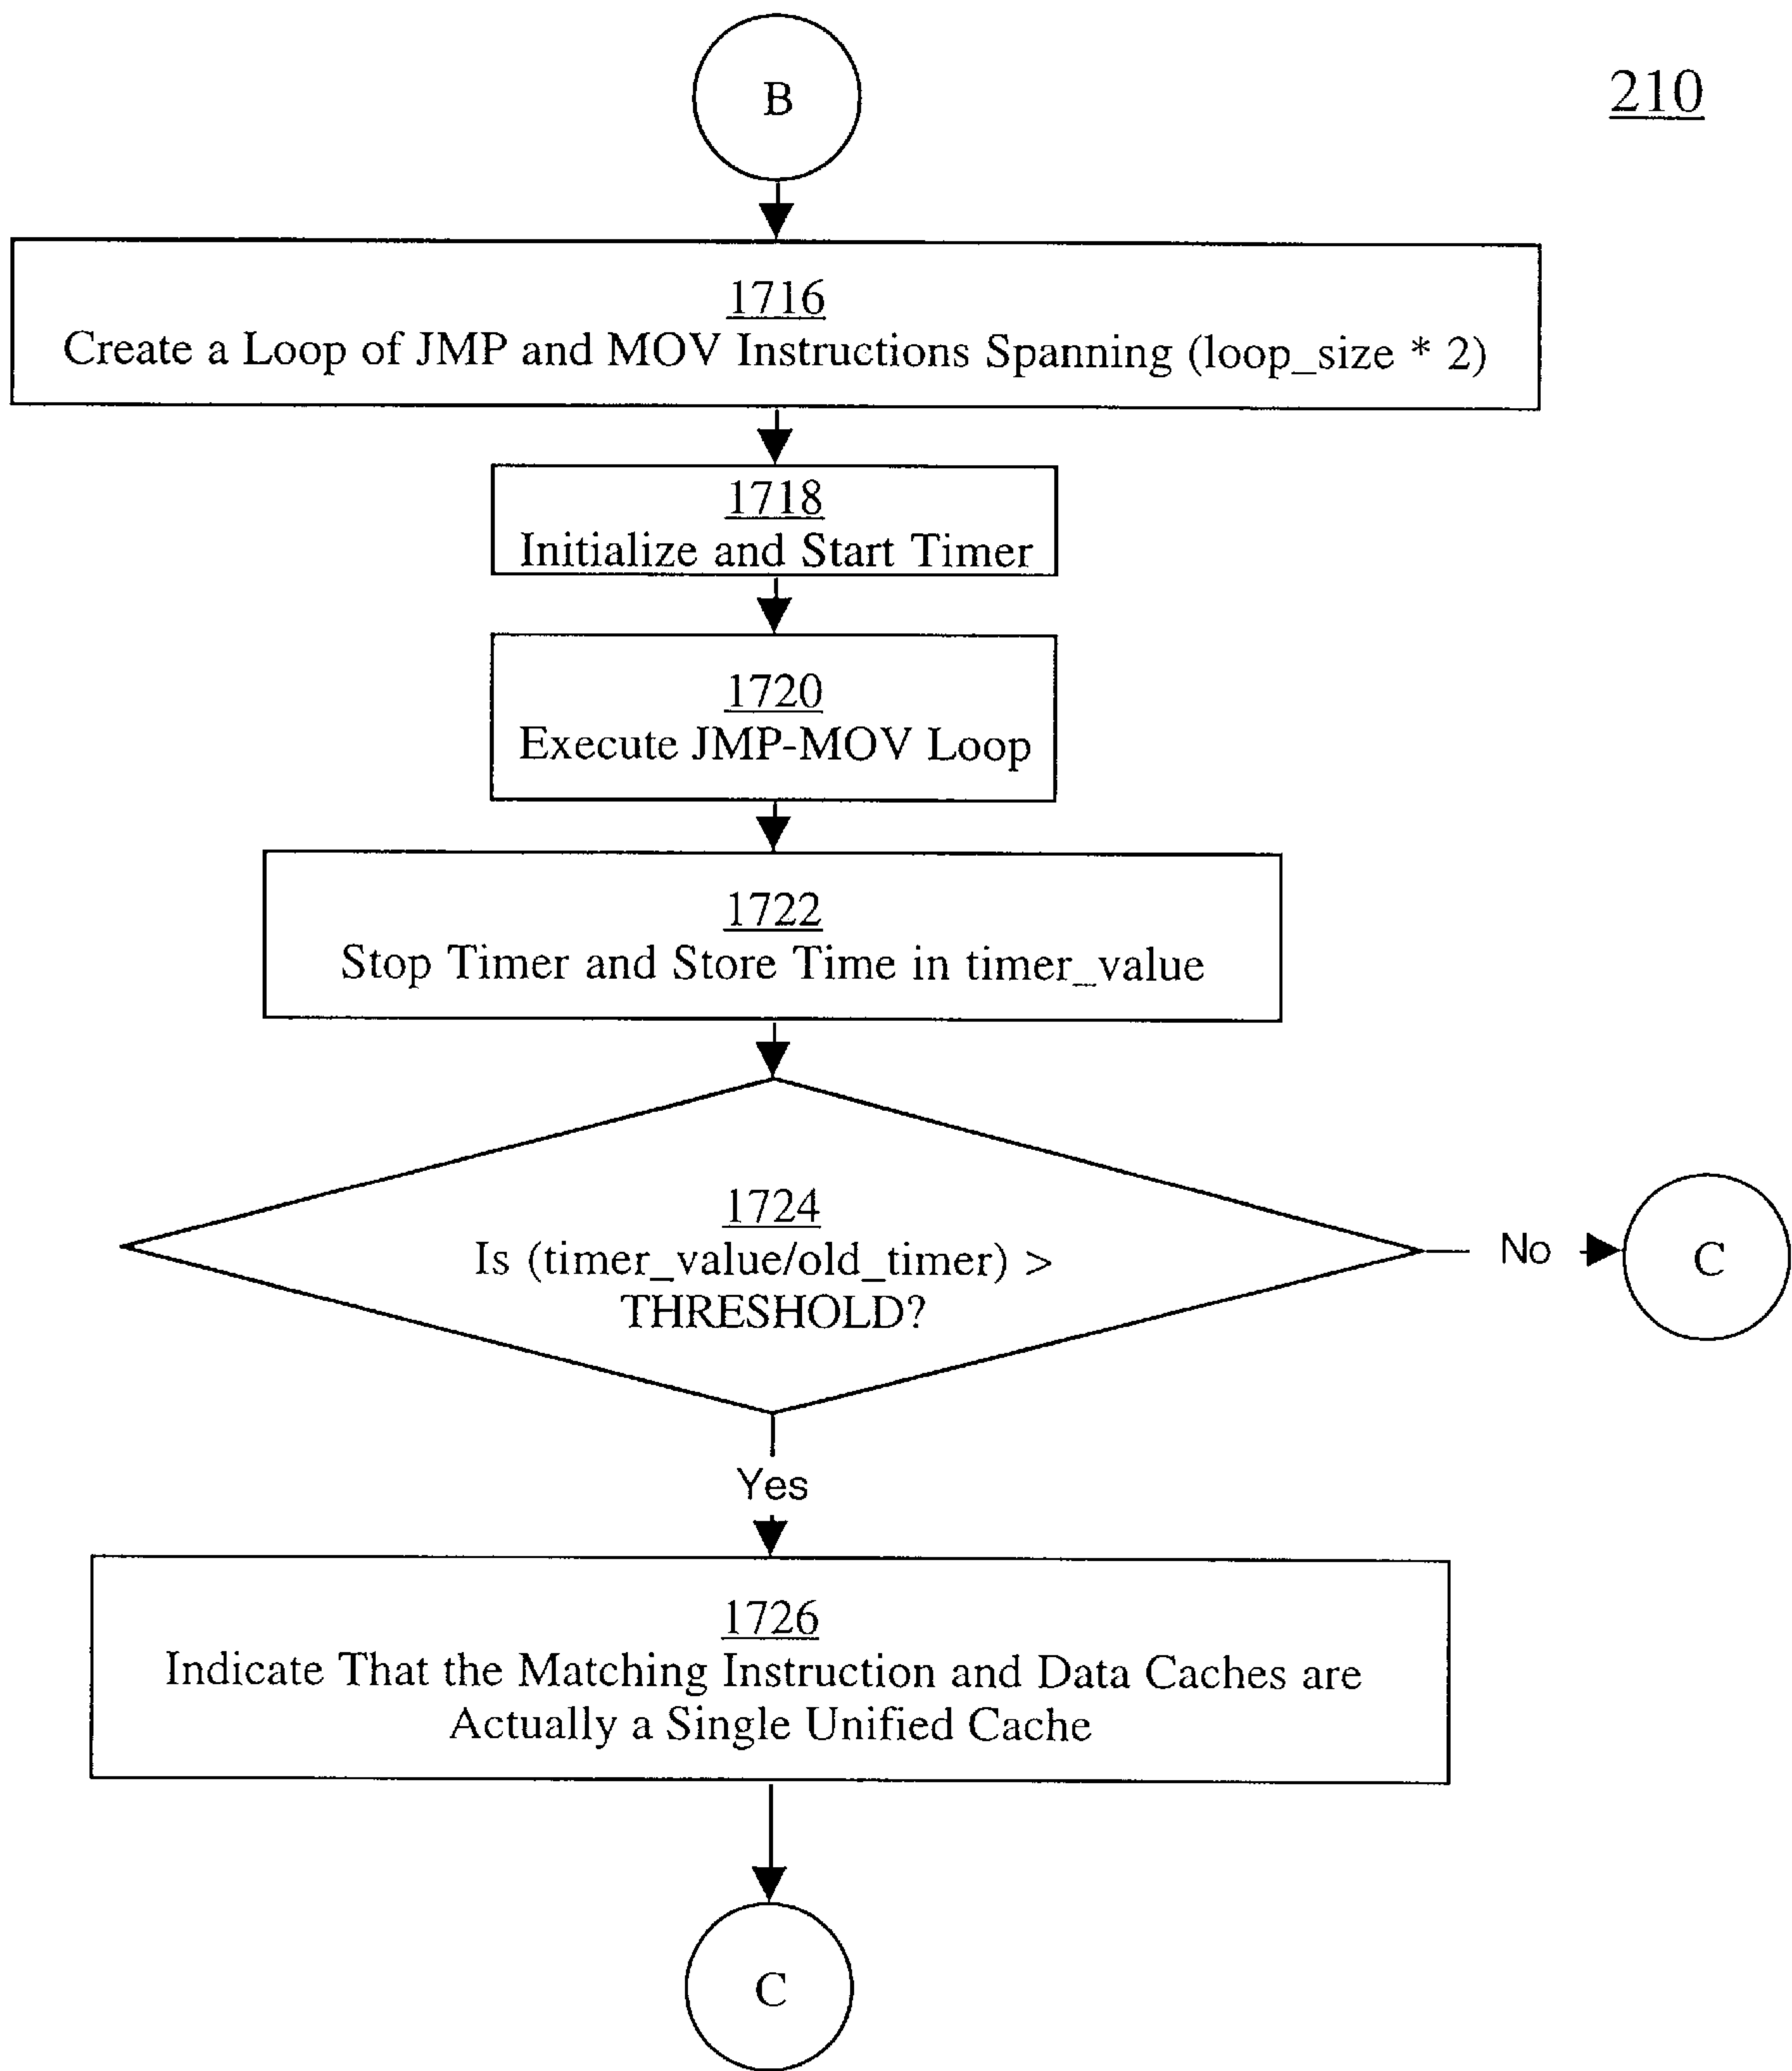 B
210
1716
Create a Loop of JMP and MOV Instructions Spanning (loop_size * 2)
1718
Initialize and Start Timer
1720
Execute JMP-MOV Loop
1722
Stop Timer and Store Time in timer_value
1724
Is (timer_value/old_timer) >
THRESHOLD?
No
C
Yes
1726
Indicate That the Matching Instruction and Data Caches are
Actually a Single Unified Cache
C